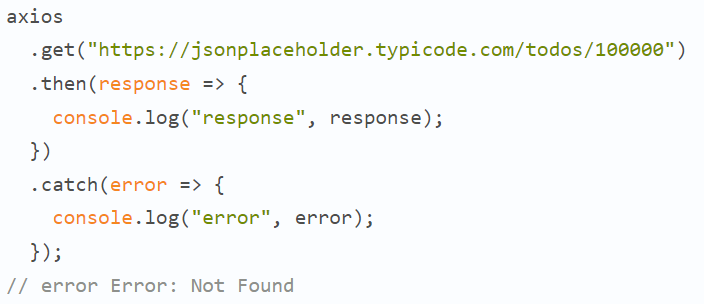 axios
  .get("https://jsonplaceholder.typicode.com/todos/100000")
  .then(response => {
    console.log("response", response);
  })
  .catch(error => {
    console.log("error", error);
  });
// error Error: Not Found